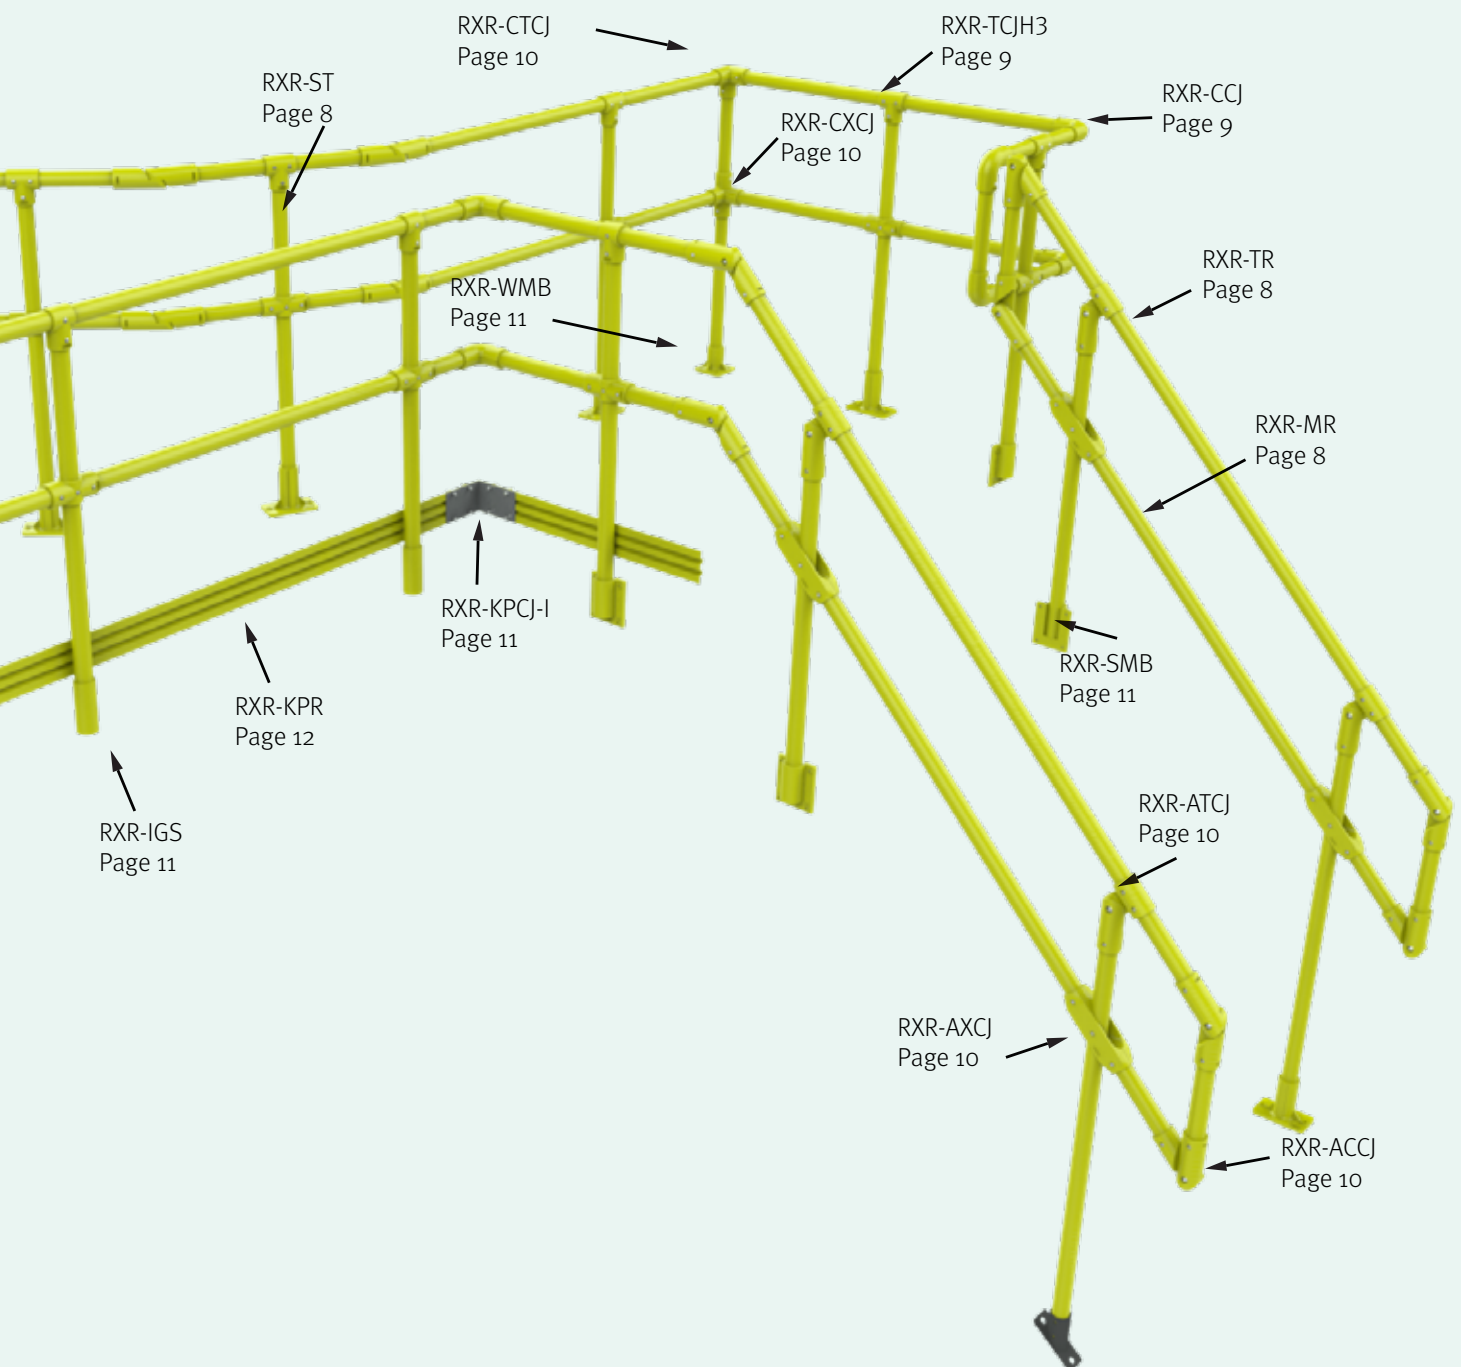 RXR-CTCJ
Page 10
RXR-TCJH3
Page 9
RXR-ST
Page 8
RXR-CCJ
Page 9
RXR-CXCJ
Page 10
RXR-TR
Page 8
RXR-WMB
Page 11
RXR-MR
Page 8
RXR-KPCJ-I
Page 11
RXR-SMB
Page 11
RXR-KPR
Page 12
RXR-ATCJ
Page 10
RXR-IGS
Page 11
RXR-AXCJ
Page 10
RXR-ACCJ
Page 10